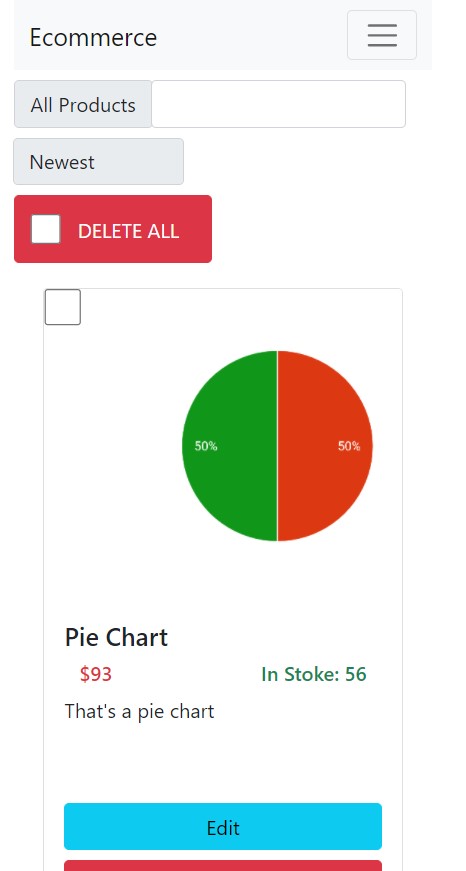 Ecommerce
All Products
Newest
DELETE ALL
50% 50%
Pie Chart
$93 In Stoke: 56
That's a pie chart
Edit